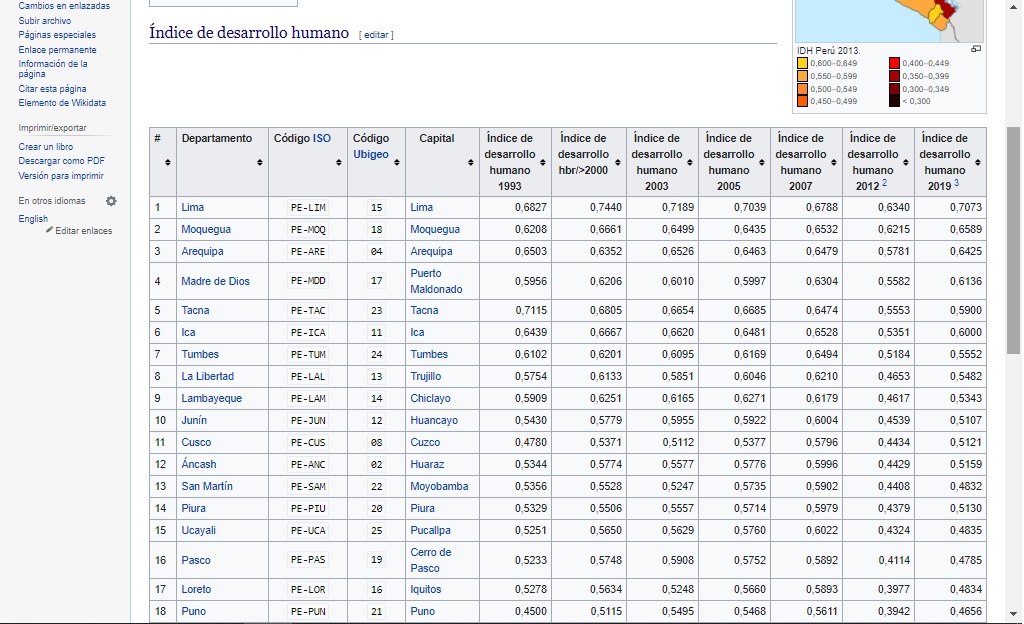 Cambios en enlazadas
Subir archivo
Páginas especiales
Enlace permanente
Información de la
página
Citar esta página
Elemento de Wikidata
Imprimir/exportar
Crear un libro
Descargar como PDF
Versión para imprimir
En otros idiomas
English
Editar enlaces
Índice de desarrollo humano [ editar ]
IDH Perú 2013.
0,600–0,649 0,400–0,449
0,550–0,599 0,350–0,399
0,500–0,549 0,300–0,349
0,450–0,499 < 0,300
# Departamento Código ISO Código Ubigeo Capital Índice de desarrollo humano 1993 Índice de desarrollo hbr/>2000 Índice de desarrollo humano 2003 Índice de desarrollo humano 2005 Índice de desarrollo humano 2007 Índice de desarrollo humano 2012 2 Índice de desarrollo humano 2019 3
1 Lima PE-LIM 15 Lima 0,6827 0,7440 0,7189 0,7039 0,6788 0,6340 0,7073
2 Moquegua PE-MOQ 18 Moquegua 0,6208 0,6661 0,6499 0,6435 0,6532 0,6215 0,6589
3 Arequipa PE-ARE 04 Arequipa 0,6503 0,6352 0,6526 0,6463 0,6479 0,5781 0,6425
4 Madre de Dios PE-MDD 17 Puerto Maldonado 0,5956 0,6206 0,6010 0,5997 0,6304 0,5582 0,6136
5 Tacna PE-TAC 23 Tacna 0,7115 0,6805 0,6654 0,6685 0,6474 0,5553 0,5900
6 Ica PE-ICA 11 Ica 0,6439 0,6667 0,6620 0,6481 0,6528 0,5351 0,6000
7 Tumbes PE-TUM 24 Tumbes 0,6102 0,6201 0,6095 0,6169 0,6494 0,5184 0,5552
8 La Libertad PE-LAL 13 Trujillo 0,5754 0,6133 0,5851 0,6046 0,6210 0,4653 0,5482
9 Lambayeque PE-LAM 14 Chiclayo 0,5909 0,6251 0,6165 0,6271 0,6179 0,4617 0,5343
10 Junín PE-JUN 12 Huancayo 0,5430 0,5779 0,5955 0,5922 0,6004 0,4539 0,5107
11 Cusco PE-CUS 08 Cuzco 0,4780 0,5371 0,5112 0,5377 0,5796 0,4434 0,5121
12 Áncash PE-ANC 02 Huaraz 0,5344 0,5774 0,5577 0,5776 0,5996 0,4429 0,5159
13 San Martín PE-SAM 22 Moyobamba 0,5356 0,5528 0,5247 0,5735 0,5902 0,4408 0,4832
14 Piura PE-PIU 20 Piura 0,5329 0,5506 0,5557 0,5714 0,5979 0,4379 0,5130
15 Ucayali PE-UCA 25 Pucallpa 0,5251 0,5650 0,5629 0,5760 0,6022 0,4324 0,4835
16 Pasco PE-PAS 19 Cerro de Pasco 0,5233 0,5748 0,5908 0,5752 0,5892 0,4114 0,4785
17 Loreto PE-LOR 16 Iquitos 0,5278 0,5634 0,5248 0,5660 0,5893 0,3977 0,4834
18 Puno PE-PUN 21 Puno 0,4500 0,5115 0,5495 0,5468 0,5611 0,3942 0,4656